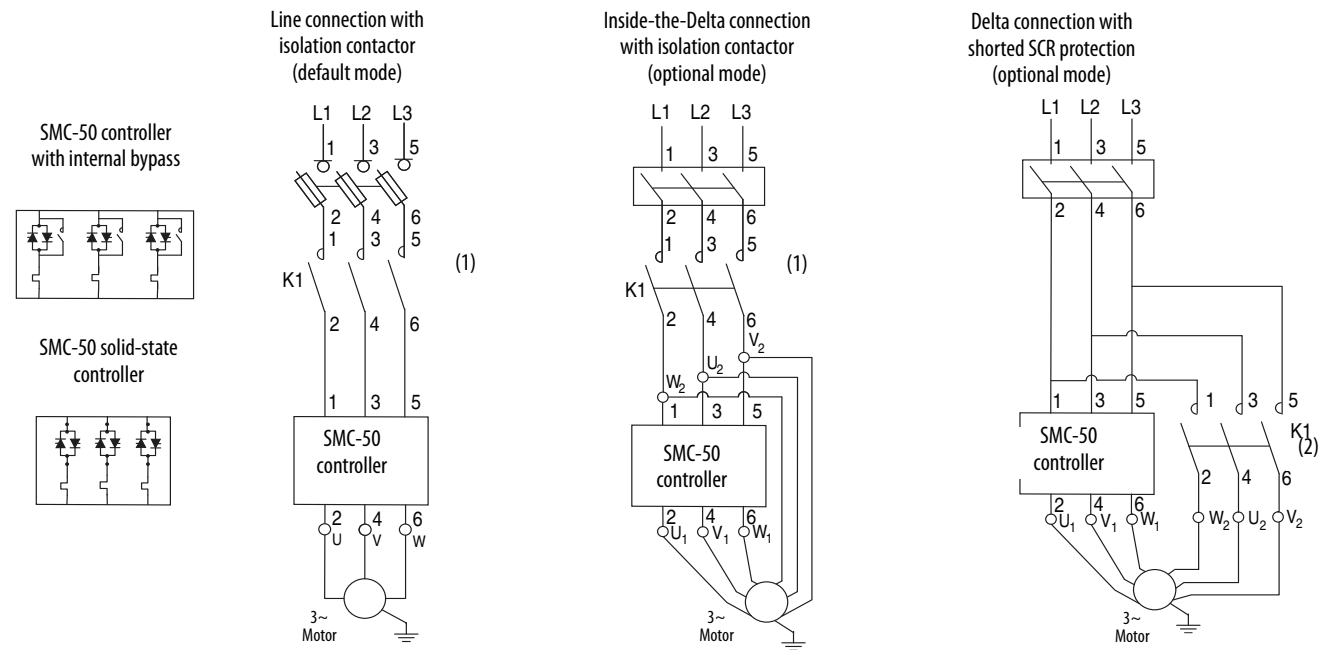 Line connection with
isolation contactor
(default mode)
Inside-the-Delta connection
with isolation contactor
(optional mode)
Delta connection with
shorted SCR protection
(optional mode)
SMC-50 controller
with internal bypass
SMC-50 solid-state
controller
L1 L2 L3
1 3 5
2 4 6
1 3 5
(1)
K1
2 4 6
1 3 5
SMC-50
controller
2 4 6
U V W
3~
Motor
L1 L2 L3
1 3 5
2 4 6
1 3 5
(1)
K1
2 4 6
V2
U2
W2
1 3 5
SMC-50
controller
2 4 6
U1 V1 W1
3~
Motor
L1 L2 L3
1 3 5
2 4 6
1 3 5 1 3 5
K1
(2)
SMC-50
controller
2 4 6
2 4 6
U1 V1 W1 W2 U2 V2
3~
Motor